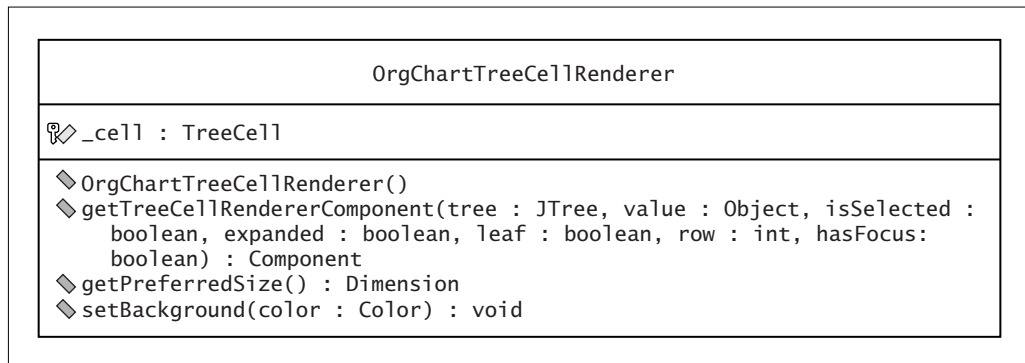 OrgChartTreeCellRenderer
_cell : TreeCell
OrgChartTreeCellRenderer()
getTreeCellRendererComponent(tree : JTree, value : Object, isSelected :
boolean, expanded : boolean, leaf : boolean, row : int, hasFocus:
boolean) : Component
getPreferredSize() : Dimension
setBackground(color : Color) : void